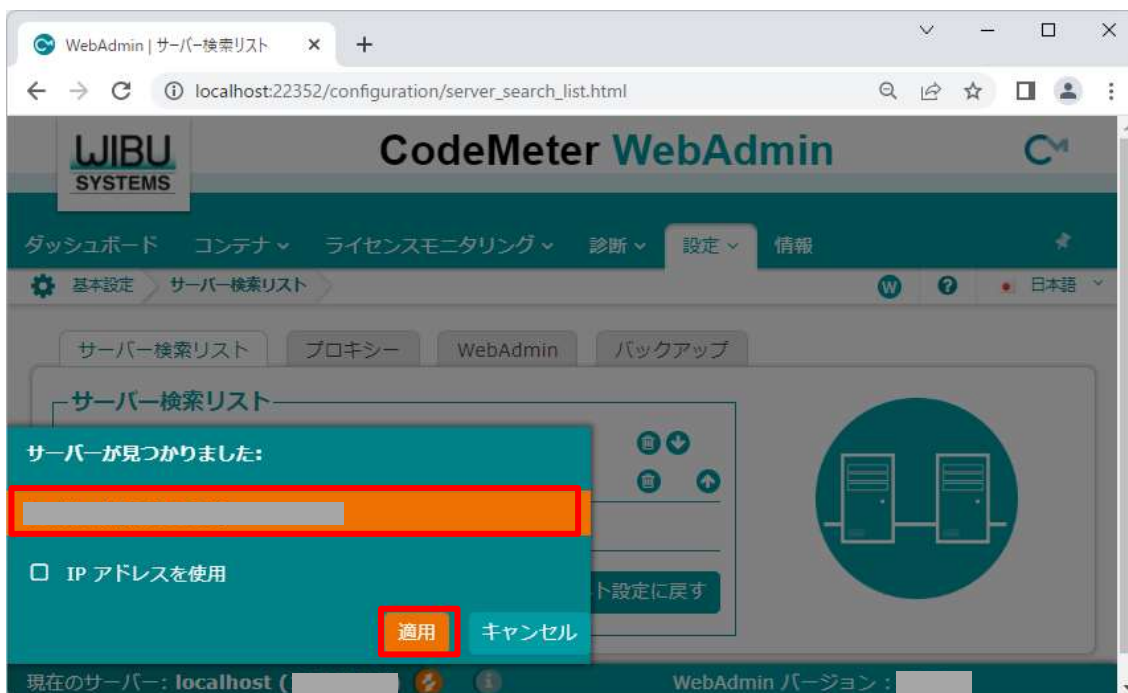 WebAdmin | サーバー検索リスト
localhost:22352/configuration/server_search_list.html
WIBU
SYSTEMS
CodeMeter WebAdmin
CM
ダッシュボード コンテナ ライセンスモニタリング 診断 設定 情報
基本設定 サーバー検索リスト W ? 日本語
サーバー検索リスト プロキシー WebAdmin バックアップ
サーバー検索リスト
サーバーが見つかりました:
IP アドレスを使用
ト設定に戻す
適用 キャンセル
現在のサーバー: localhost ( ) WebAdmin バージョン :